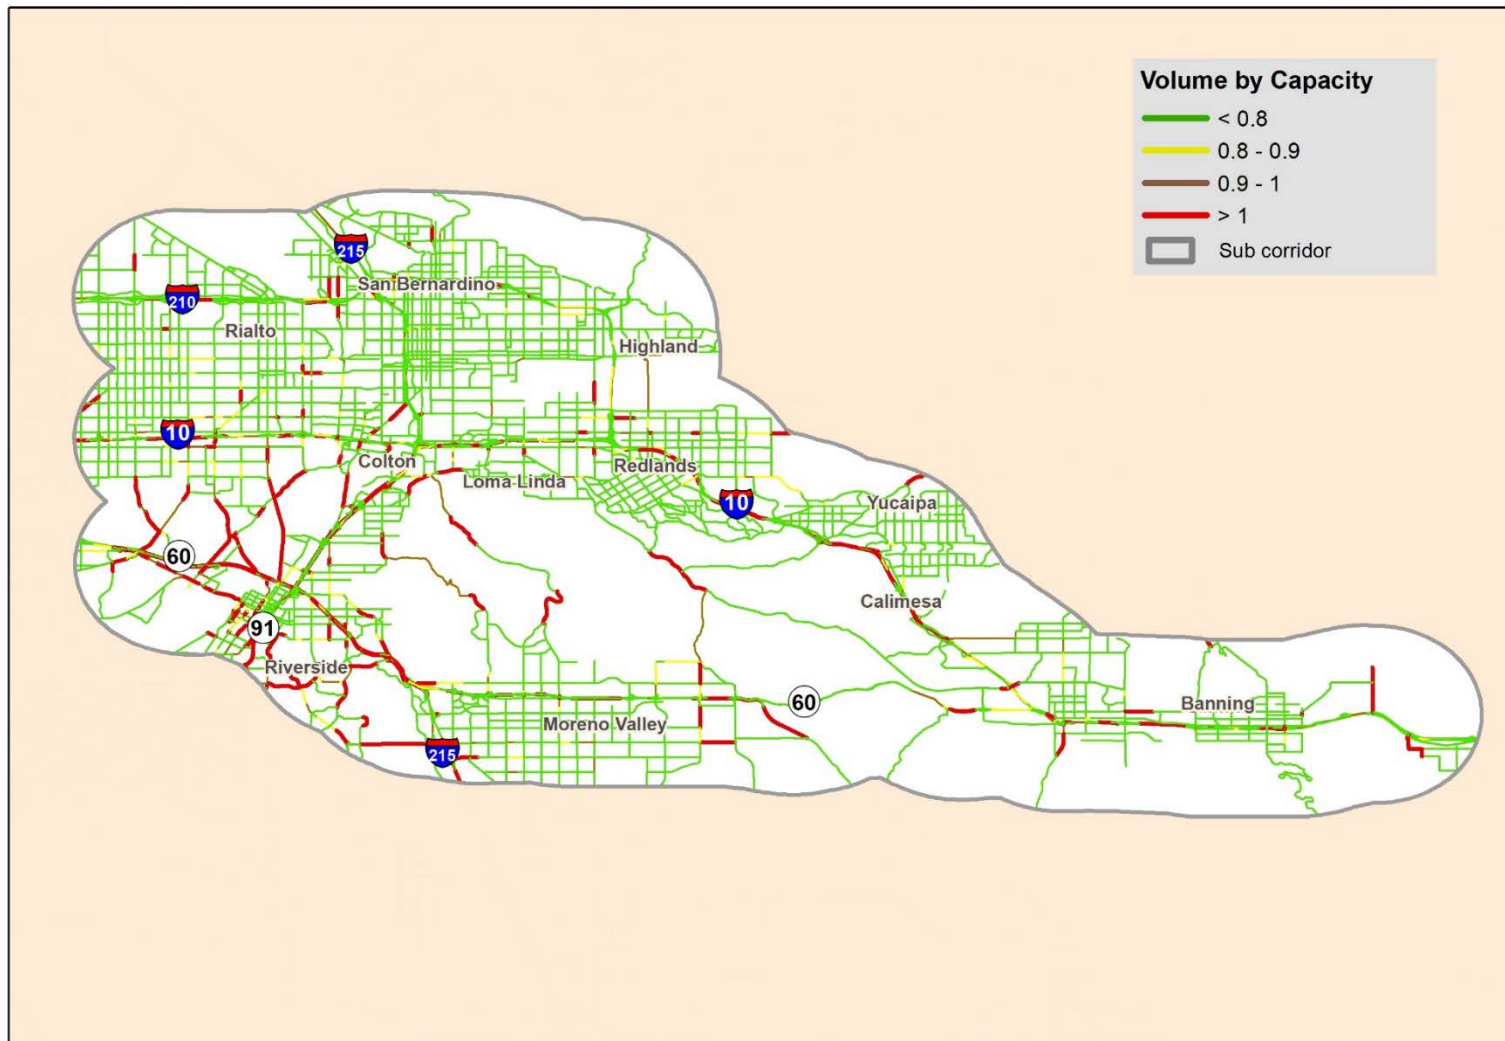 Volume by Capacity
< 0.8
0.8 - 0.9
0.9 - 1
> 1
Sub corridor
215
San Bernardino
210
Rialto
Highland
10
Colton
Redlands
Loma Linda
10
Yucaipa
60
Calimesa
91
Riverside
60
Banning
Moreno Valley
215